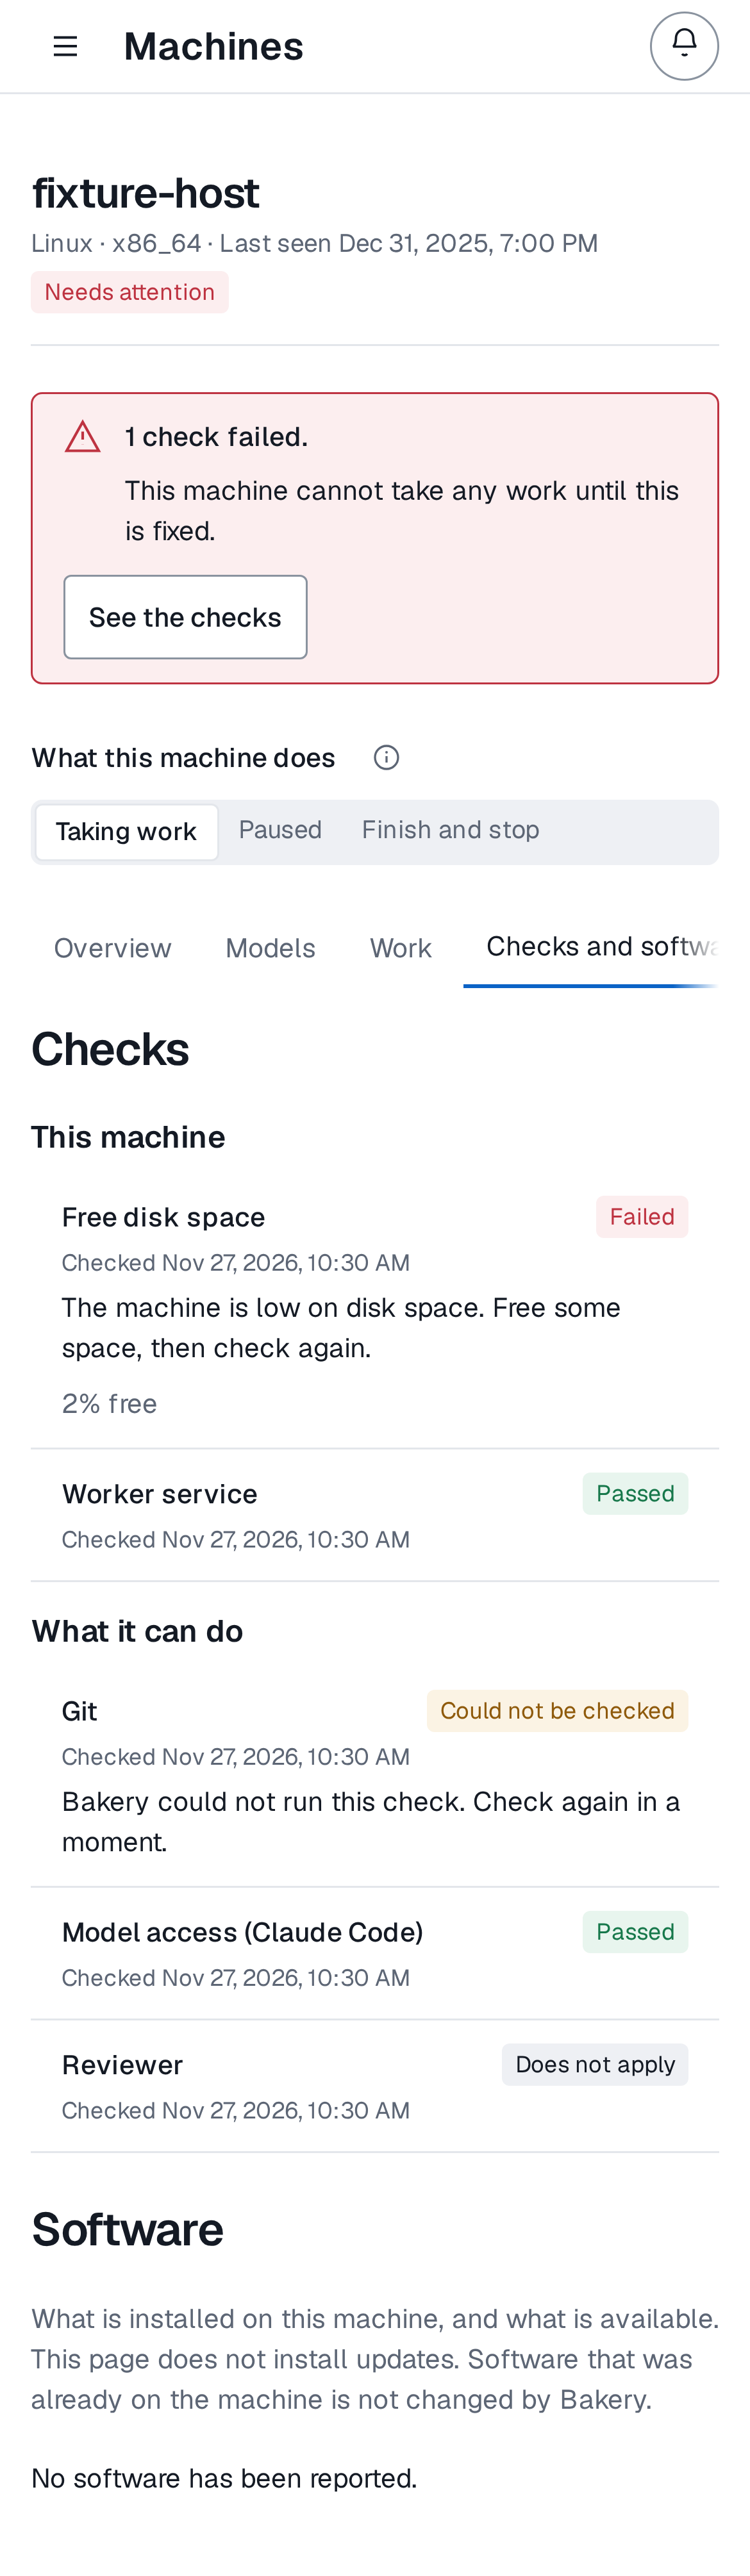 Machines
fixture-host
Linux · x86_64 · Last seen Dec 31, 2025, 7:00 PM
Needs attention
1 check failed.
This machine cannot take any work until this
is fixed.
See the checks
What this machine does
Taking work
Paused
Finish and stop
Overview
Models
Work
Checks and softwa
Checks
This machine
Free disk space
Failed
Checked Nov 27, 2026, 10:30 AM
The machine is low on disk space. Free some
space, then check again.
2% free
Worker service
Passed
Checked Nov 27, 2026, 10:30 AM
What it can do
Git
Could not be checked
Checked Nov 27, 2026, 10:30 AM
Bakery could not run this check. Check again in a
moment.
Model access (Claude Code)
Passed
Checked Nov 27, 2026, 10:30 AM
Reviewer
Does not apply
Checked Nov 27, 2026, 10:30 AM
Software
What is installed on this machine, and what is available.
This page does not install updates. Software that was
already on the machine is not changed by Bakery.
No software has been reported.